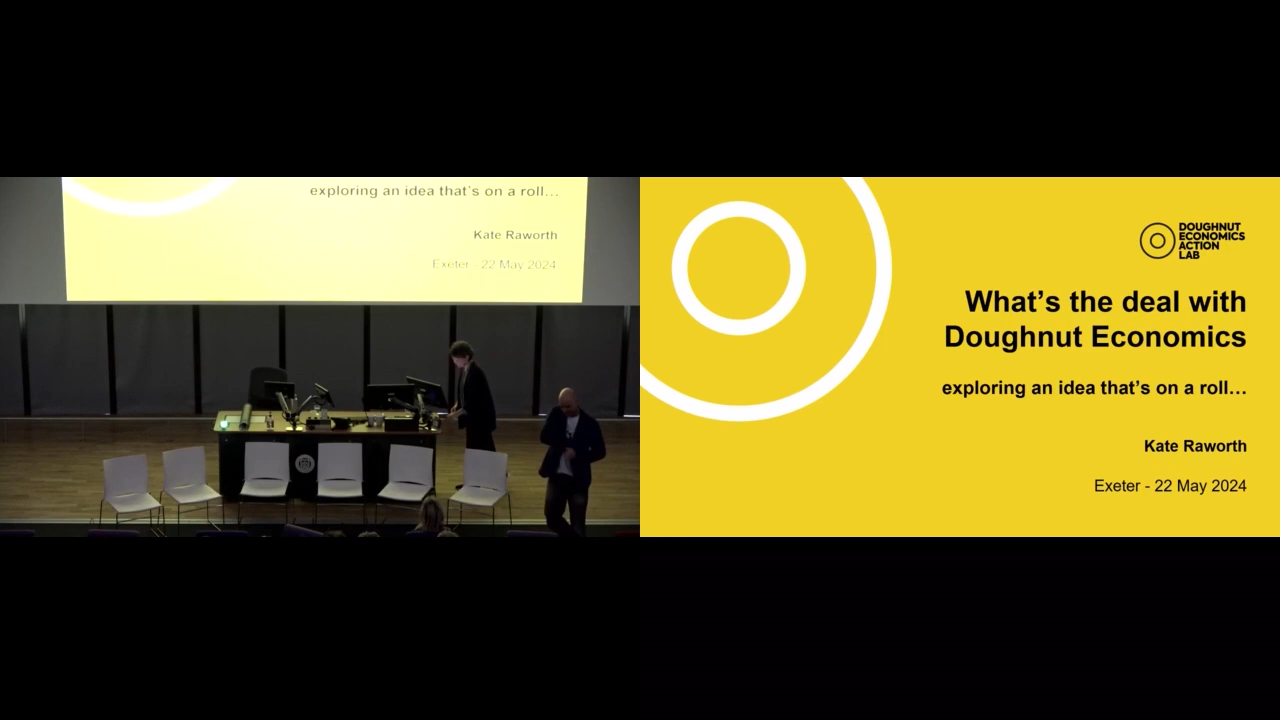 exploring an idea that's on a roll...
Kate Raworth
Exeter - 22 May 2024
DOUGHNUT
ECONOMICS
ACTION
LAB
What's the deal with
Doughnut Economics
exploring an idea that's on a roll...
Kate Raworth
Exeter - 22 May 2024